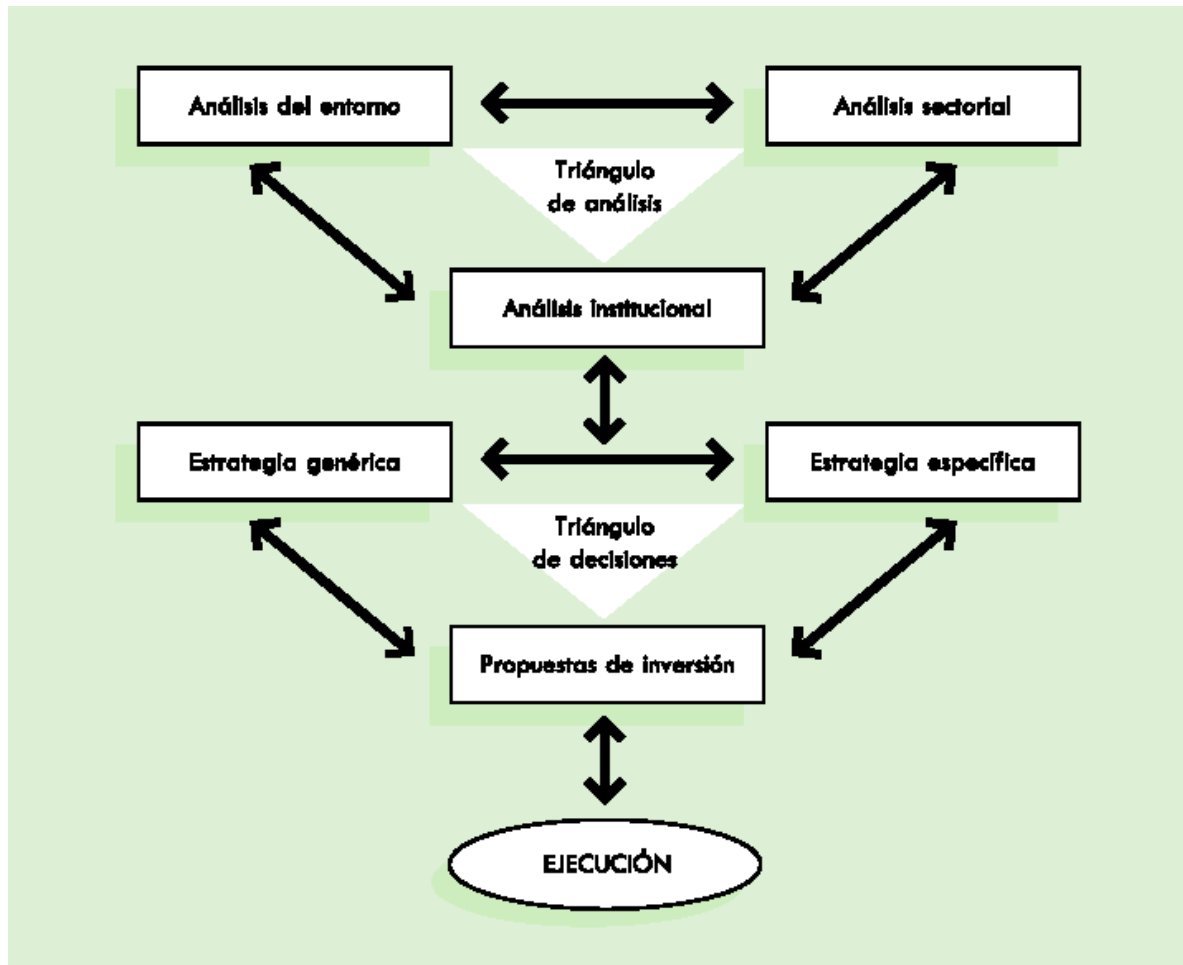 Análisis del entorno
Análisis sectorial
Triángulo
de análisis
Análisis institucional
Estrategia genérica
Estrategia específica
Triángulo
de decisiones
Propuestas de inversión
EJECUCIÓN